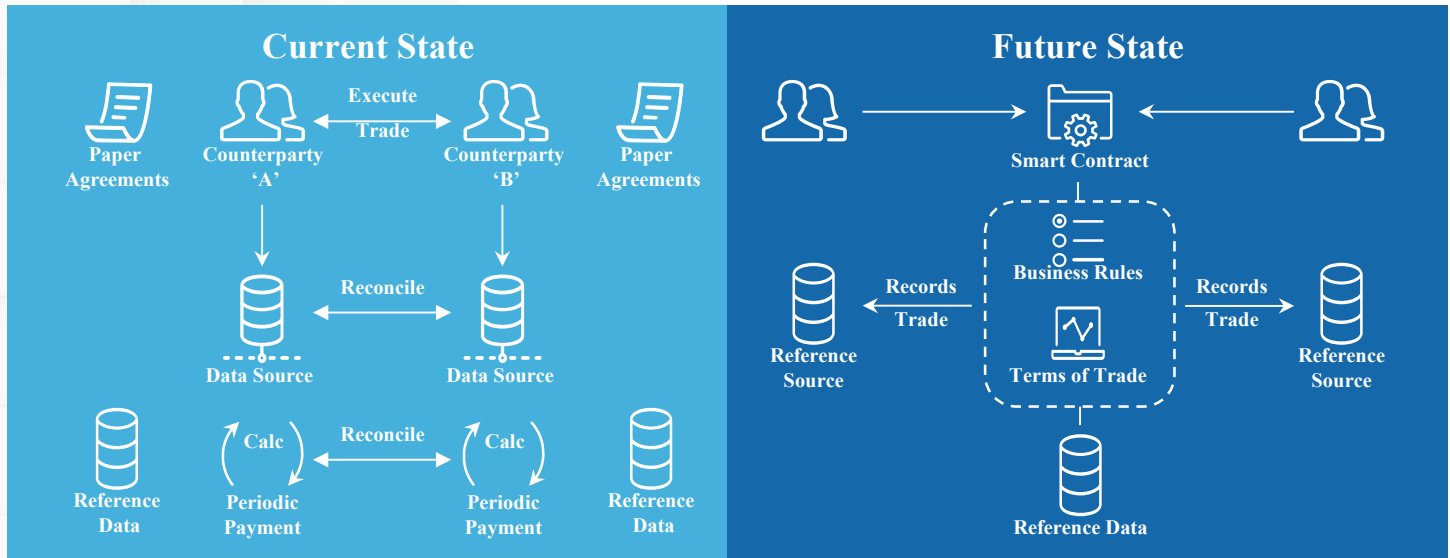 Current State
Execute
Trade
Paper
Agreements
Counterparty
‘A’
Counterparty
‘B’
Paper
Agreements
Reconcile
Data Source
Data Source
Calc
Reconcile
Calc
Reference
Data
Periodic
Payment
Periodic
Payment
Reference
Data
Future State
Smart Contract
Business Rules
Records
Trade
Records
Trade
Reference
Source
Terms of Trade
Reference
Source
Reference Data